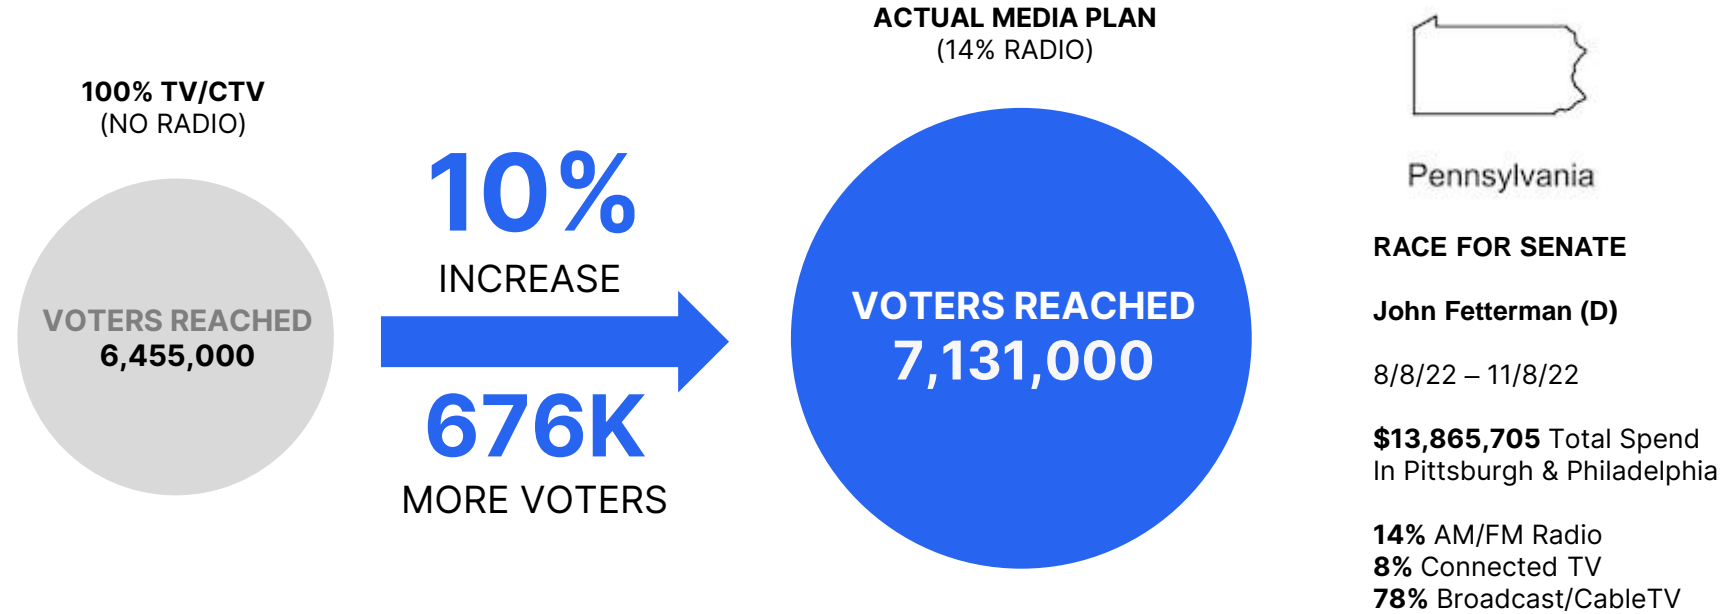 100% TV/CTV
(NO RADIO)
VOTERS REACHED
6,455,000
10%
INCREASE
676K
MORE VOTERS
ACTUAL MEDIA PLAN
(14% RADIO)
VOTERS REACHED
7,131,000
Pennsylvania
RACE FOR SENATE
John Fetterman (D)
8/8/22 – 11/8/22
$13,865,705 Total Spend
In Pittsburgh & Philadelphia
14% AM/FM Radio
8% Connected TV
78% Broadcast/CableTV